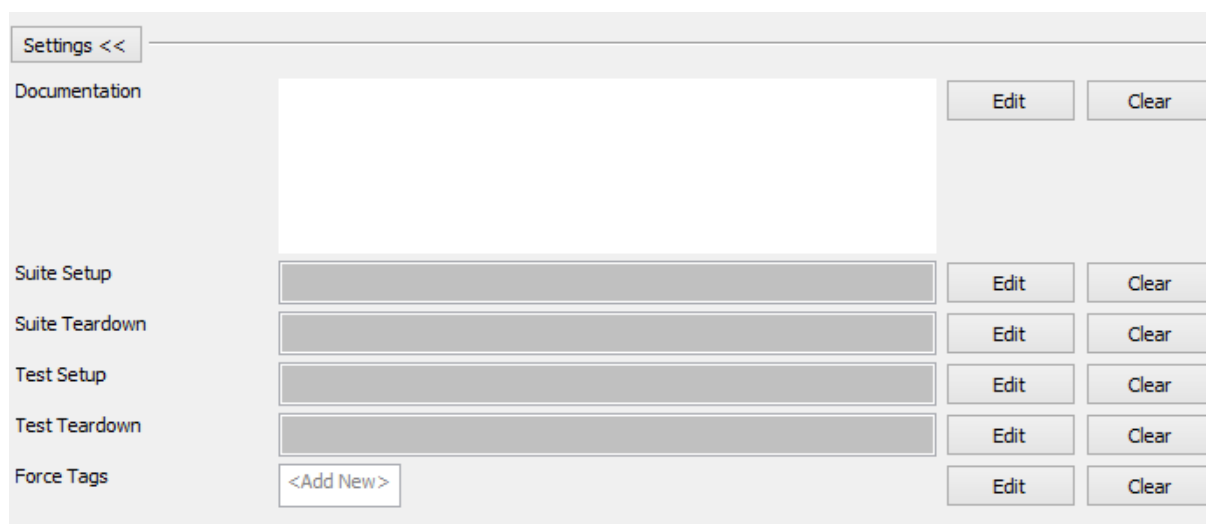 Settings <<
Documentation Edit Clear
Suite Setup Edit Clear
Suite Teardown Edit Clear
Test Setup Edit Clear
Test Teardown Edit Clear
Force Tags <Add New> Edit Clear